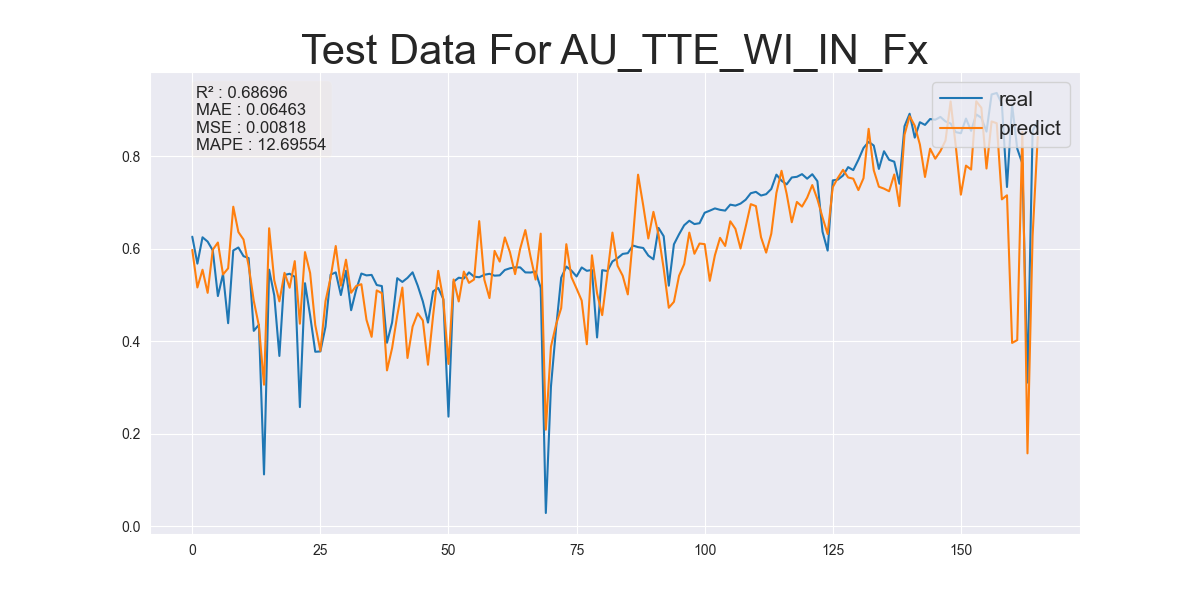 Test Data For AU_TTE_WI_IN_Fx
R² : 0.68696
MAE : 0.06463
MSE : 0.00818
MAPE : 12.69554
real
predict
0.8
0.6
0.4
0.2
0.0
0 25 50 75 100 125 150